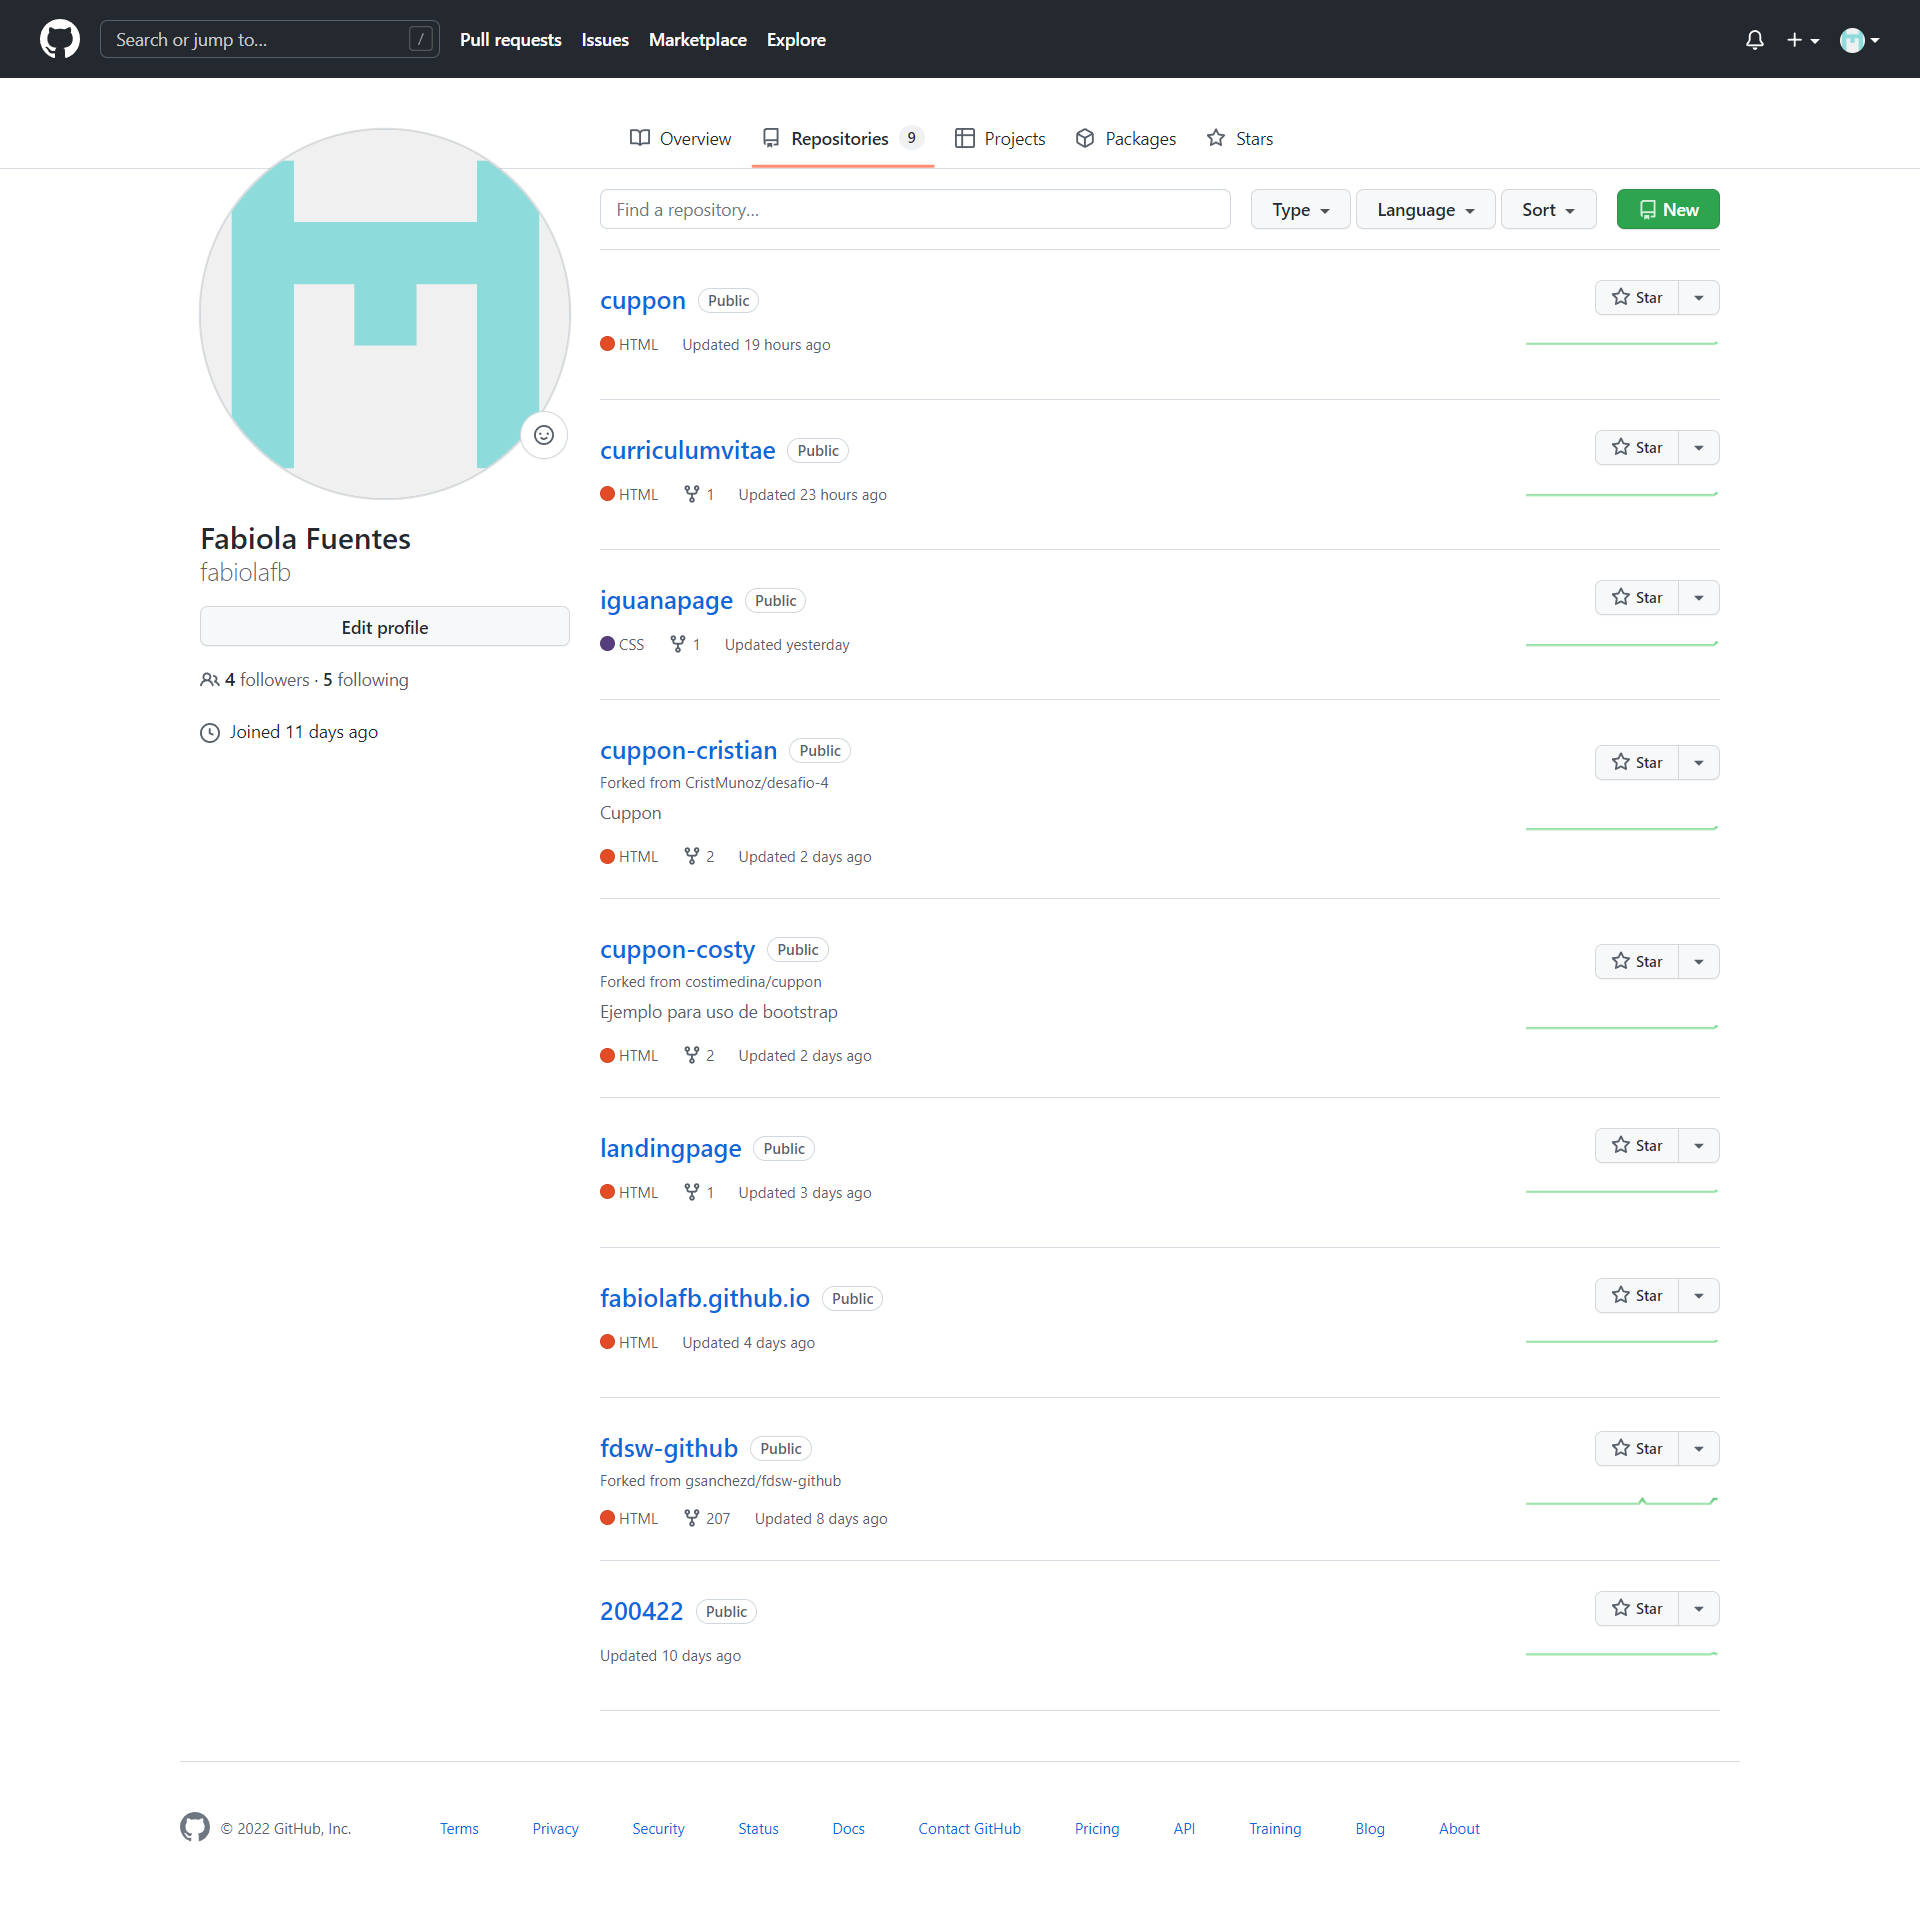 Search or jump to... /
Pull requests Issues Marketplace Explore
Overview Repositories 9 Projects Packages Stars
Find a repository... Type Language Sort New
Fabiola Fuentes
fabiolafb
Edit profile
4 followers · 5 following
Joined 11 days ago
cuppon Public Star
HTML Updated 19 hours ago
curriculumvitae Public Star
HTML 1 Updated 23 hours ago
iguanapage Public Star
CSS 1 Updated yesterday
cuppon-cristian Public Star
Forked from CristMunoz/desafio-4
Cuppon
HTML 2 Updated 2 days ago
cuppon-costy Public Star
Forked from costimedina/cuppon
Ejemplo para uso de bootstrap
HTML 2 Updated 2 days ago
landingpage Public Star
HTML 1 Updated 3 days ago
fabiolafb.github.io Public Star
HTML Updated 4 days ago
fdsw-github Public Star
Forked from gsanchezd/fdsw-github
HTML 207 Updated 8 days ago
200422 Public Star
Updated 10 days ago
© 2022 GitHub, Inc. Terms Privacy Security Status Docs Contact GitHub Pricing API Training Blog About